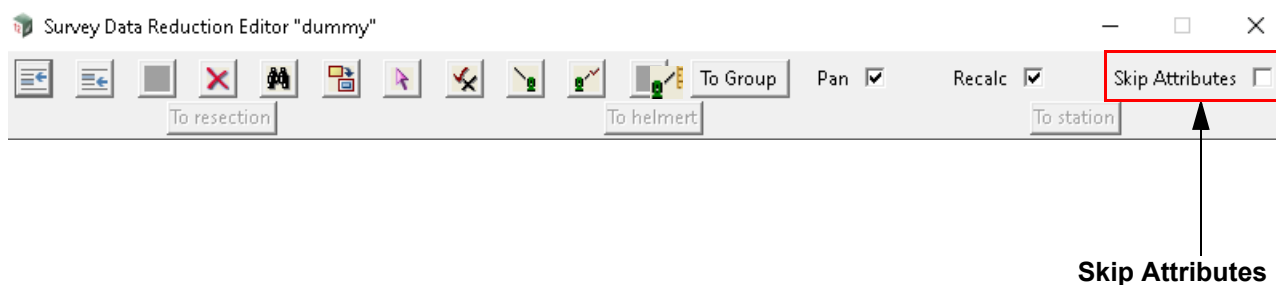 Survey Data Reduction Editor "dummy"
To Group Pan Recalc Skip Attributes
To resection To helmert To station
Skip Attributes